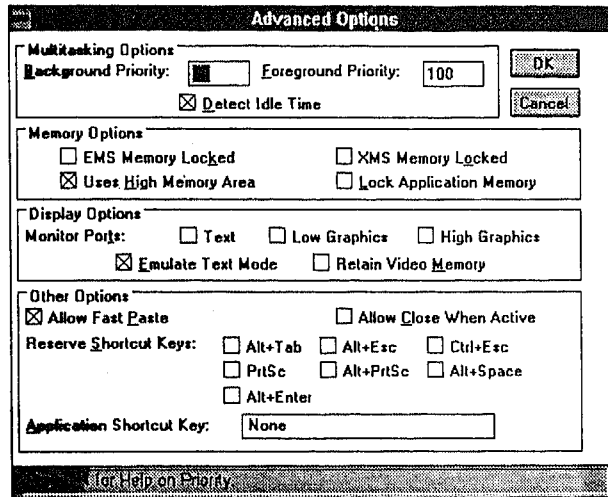 Advanced Options
Multitasking Options
Background Priority: Foreground Priority: 100
Detect Idle Time
OK
Cancel
Memory Options
EMS Memory Locked XMS Memory Locked
Uses High Memory Area Lock Application Memory
Display Options
Monitor Ports: Text Low Graphics High Graphics
Emulate Text Mode Retain Video Memory
Other Options
Allow Fast Paste Allow Close When Active
Reserve Shortcut Keys: Alt+Tab Alt+Esc Ctrl+Esc
PrtSc Alt+PrtSc Alt+Space
Alt+Enter
Application Shortcut Key: None
for Help on Priority